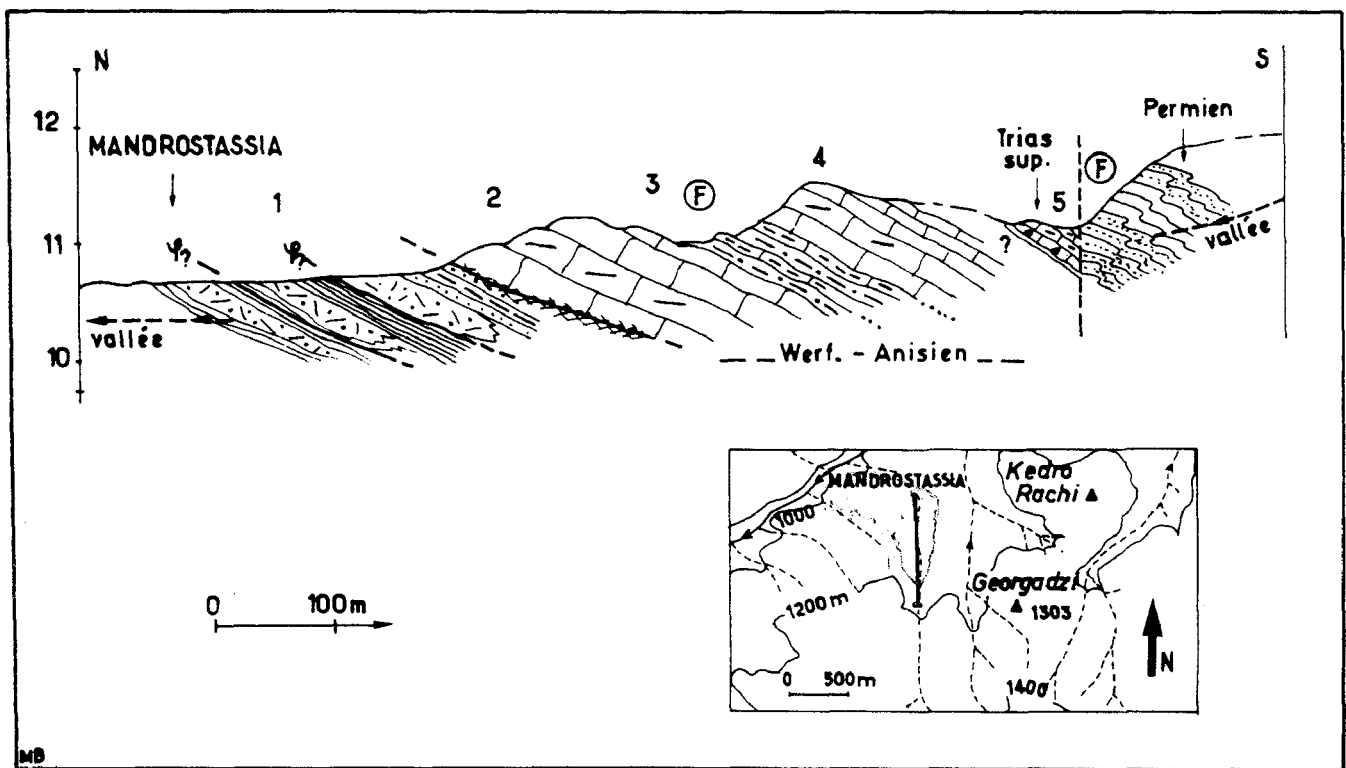 N
S
12
11
10
MANDROSTASSIA
1
2
3
F
4
Trias
sup.
5
F
Permien
φ?
φ?
?
vallée
vallée
Werf. - Anisien
0 100m
MANDROSTASSIA
Kedro
Rachi
1000
1200m
Georgadzi
1303
1400
0 500m
N
MB